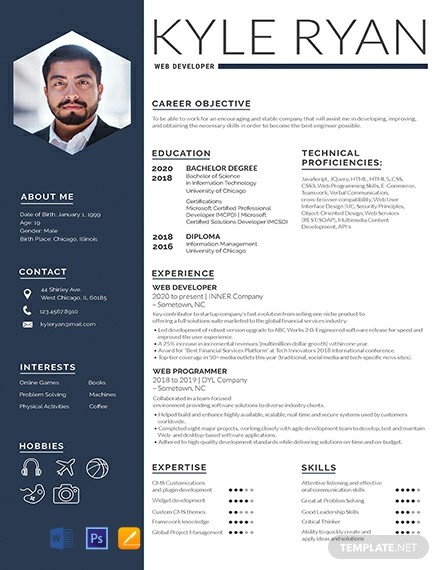 KYLE RYAN
WEB DEVELOPER
ABOUT ME
Date of Birth: January 1, 1999
Age: 19
Gender: Male
Birth Place: Chicago, Illinois
CONTACT
44 Shirley Ave.
West Chicago, IL 60185
123.4567.8910
kyleryan@mail.com
INTERESTS
Online Games Books
Problem Solving Machines
Physical Activities Coffee
HOBBIES
CAREER OBJECTIVE
To be able to work for an encouraging and stable company that will assist me in developing, improving,
and obtaining the necessary skills in order to become the best engineer possible.
EDUCATION
2020
2018
BACHELOR DEGREE
Bachelor of Science
in Information Technology
University of Chicago
Certifications:
Microsoft Certified Professional
Developer (MCPD) | Microsoft
Certified Solutions Developer (MCSD)
2018
2016
DIPLOMA
Information Management
University of Chicago
TECHNICAL
PROFICIENCIES:
JavaScript, JQuery, HTML, HTML5, CSS,
CSS3, Web Programming Skills, E-Commerce,
Teamwork, Verbal Communication,
cross-browser compatibility, Web User
Interface Design (UI), Security Principles,
Object-Oriented Design, Web Services
(REST/SOAP), Multimedia Content
Development, API's
EXPERIENCE
WEB DEVELOPER
2020 to present | INNER Company
– Sometown, NC
Key contributor to startup company's fast evolution from selling one niche product to
offering a full solutions suite marketed to the global financial services industry.
• Led development of robust version upgrade to ABC Works 2.0. Engineered software release for speed and
improved the user experience.
• A 25% increase in incremental revenues (multimillion dollar growth) within one year.
• Award for "Best Financial Services Platform" at Tech Innovators 2018 international conference.
• Top-tier coverage in 50+ media outlets this year (traditional, social media and tech-specific news sites).
WEB PROGRAMMER
2018 to 2019 | DYL Company
– Sometown, NC
Collaborated in a team-focused
environment providing software solutions to diverse industry clients.
• Helped build and enhance highly available, scalable, real-time and secure systems used by customers
worldwide.
• Completed eight major projects, working closely with agile development team to develop, test and maintain
Web- and desktop-based software applications.
• Adhered to high-quality development standards while delivering solutions on-time and on-budget.
EXPERTISE
CMS Customizations
and plugin development
Widget development
Custom CMS themes
Framework knowledge
Global Project Management
SKILLS
Attentive listening and effective
oral communication skills
Great at Problem Solving
Good Leadership Skills
Critical Thinker
Ability to quickly create and
apply ideas and solutions
W
Ps
TEMPLATE.NET